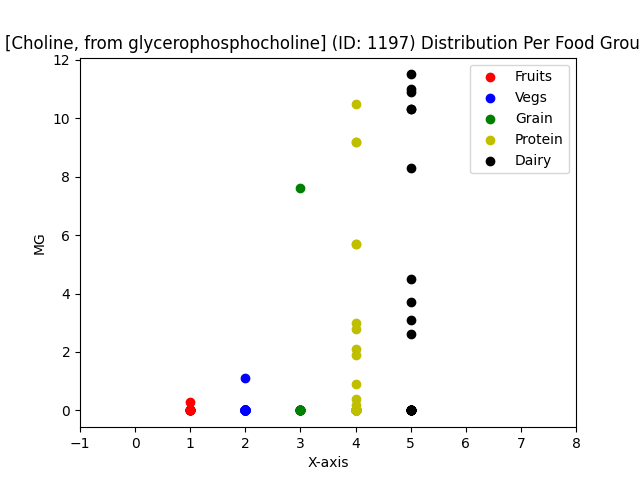 [Choline, from glycerophosphocholine] (ID: 1197) Distribution Per Food Grou
12
10
8
6
4
2
0
MG
−1 0 1 2 3 4 5 6 7 8
X-axis
Fruits
Vegs
Grain
Protein
Dairy